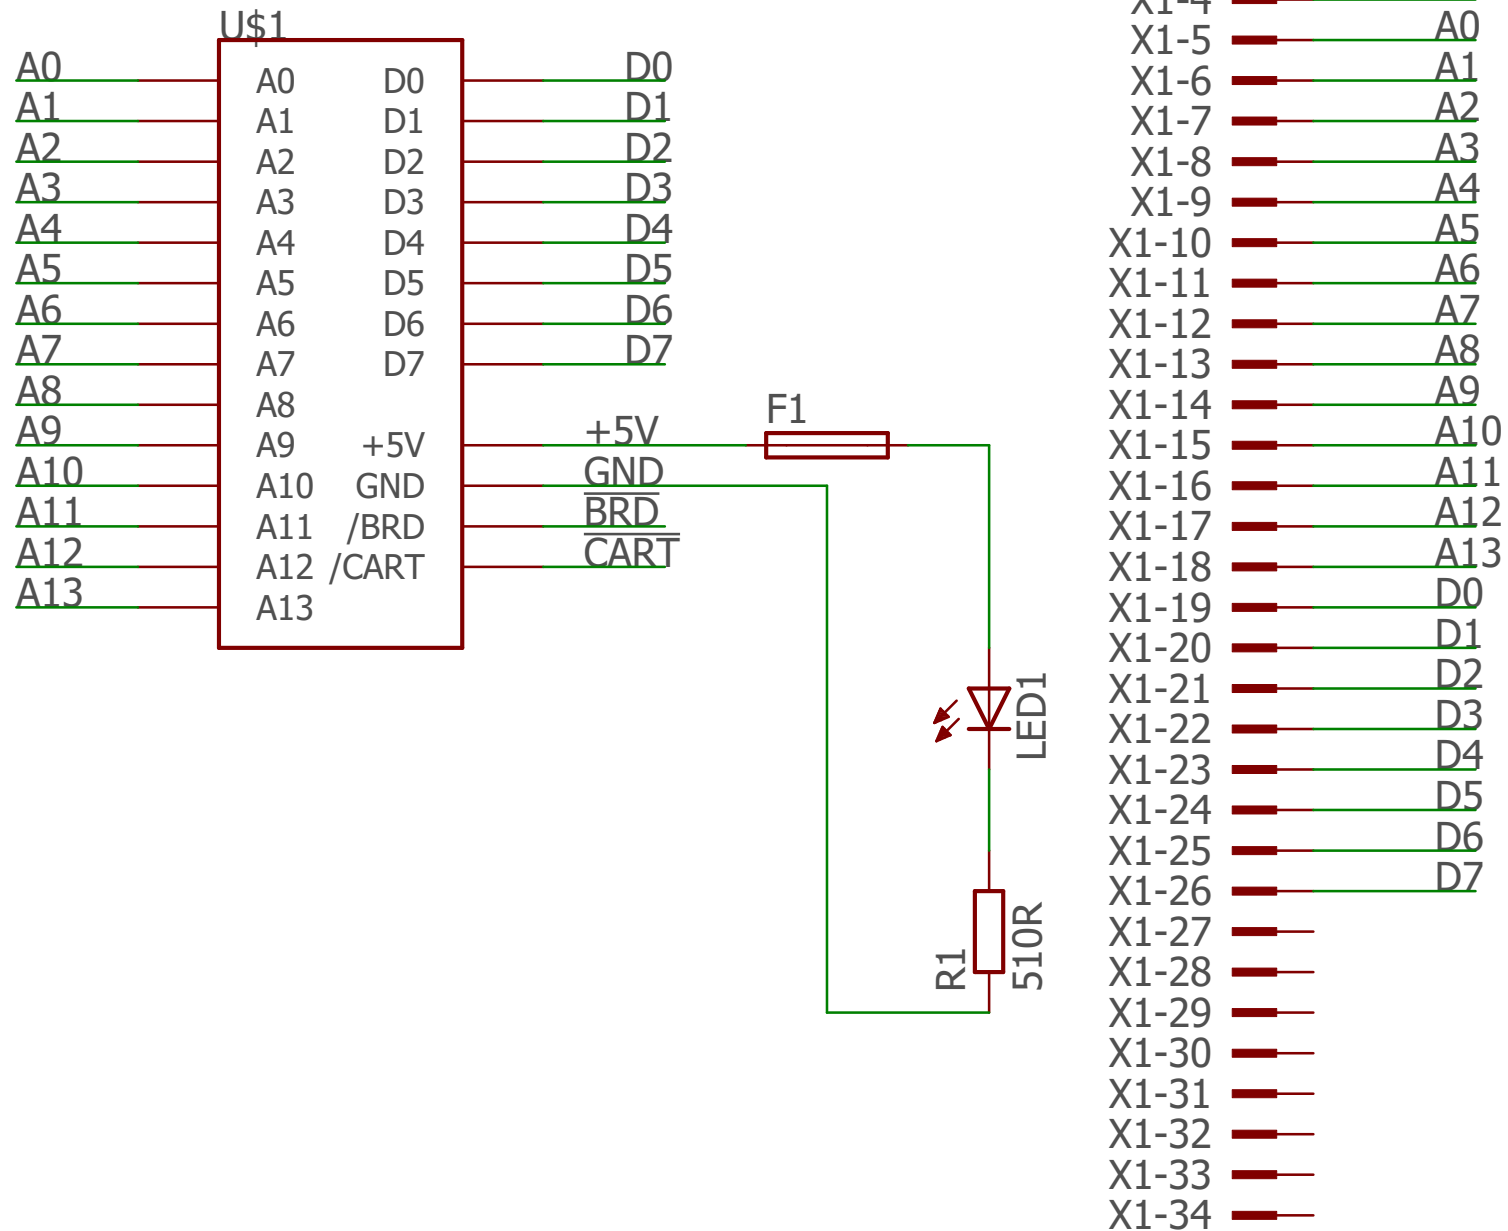 U$1
A0 A0 D0 D0
A1 A1 D1 D1
A2 A2 D2 D2
A3 A3 D3 D3
A4 A4 D4 D4
A5 A5 D5 D5
A6 A6 D6 D6
A7 A7 D7 D7
A8 A8
A9 A9 +5V +5V
A10 A10 GND GND
A11 A11 /BRD BRD
A12 A12 /CART CART
A13 A13
F1
LED1
R1
510R
X1-4
X1-5 A0
X1-6 A1
X1-7 A2
X1-8 A3
X1-9 A4
X1-10 A5
X1-11 A6
X1-12 A7
X1-13 A8
X1-14 A9
X1-15 A10
X1-16 A11
X1-17 A12
X1-18 A13
X1-19 D0
X1-20 D1
X1-21 D2
X1-22 D3
X1-23 D4
X1-24 D5
X1-25 D6
X1-26 D7
X1-27
X1-28
X1-29
X1-30
X1-31
X1-32
X1-33
X1-34